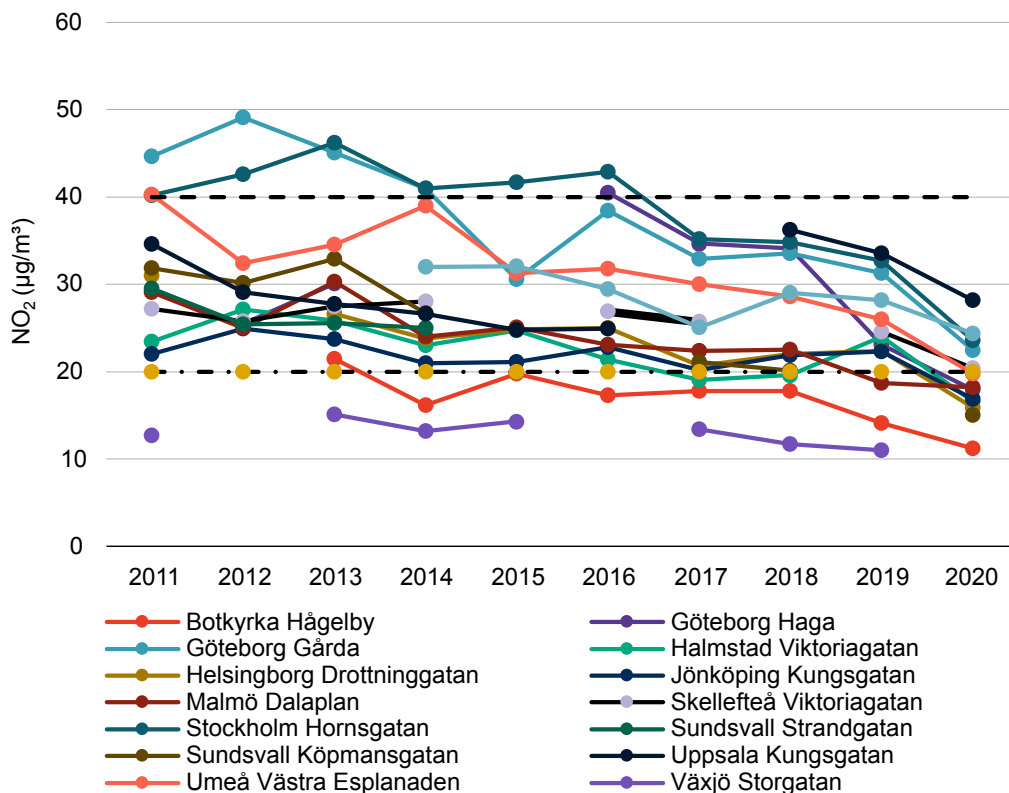 60
50
40
30
20
10
0
NO₂ (μg/m³)
2011 2012 2013 2014 2015 2016 2017 2018 2019 2020
Botkyrka Hågelby Göteborg Haga
Göteborg Gårda Halmstad Viktoriagatan
Helsingborg Drottninggatan Jönköping Kungsgatan
Malmö Dalaplan Skellefteå Viktoriagatan
Stockholm Hornsgatan Sundsvall Strandgatan
Sundsvall Köpmansgatan Uppsala Kungsgatan
Umeå Västra Esplanaden Växjö Storgatan